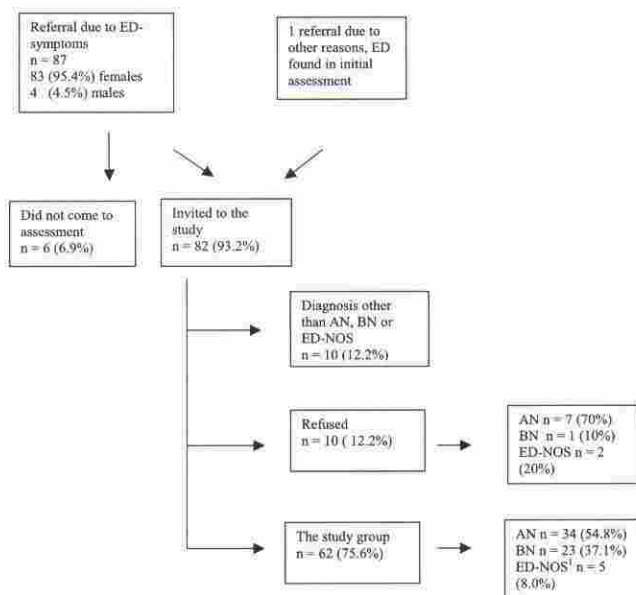 Referral due to ED-
symptoms
n = 87
83 (95.4%) females
4 (4.5%) males
1 referral due to
other reasons, ED
found in initial
assessment
Did not come to
assessment
n = 6 (6.9%)
Invited to the
study
n = 82 (93.2%)
Diagnosis other
than AN, BN or
ED-NOS
n = 10 (12.2%)
Refused
n = 10 ( 12.2%)
AN n = 7 (70%)
BN n = 1 (10%)
ED-NOS n = 2
(20%)
The study group
n = 62 (75.6%)
AN n = 34 (54.8%)
BN n = 23 (37.1%)
ED-NOS¹ n = 5
(8.0%)